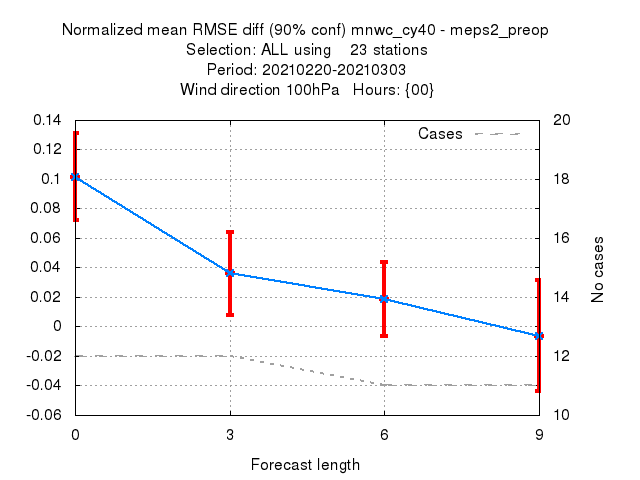 Normalized mean RMSE diff (90% conf) mnwc_cy40 - meps2_preop
Selection: ALL using 23 stations
Period: 20210220-20210303
Wind direction 100hPa Hours: {00}
0.14
0.12
0.1
0.08
0.06
0.04
0.02
0
-0.02
-0.04
-0.06
Cases
20
18
16
14
12
10
No cases
0 3 6 9
Forecast length